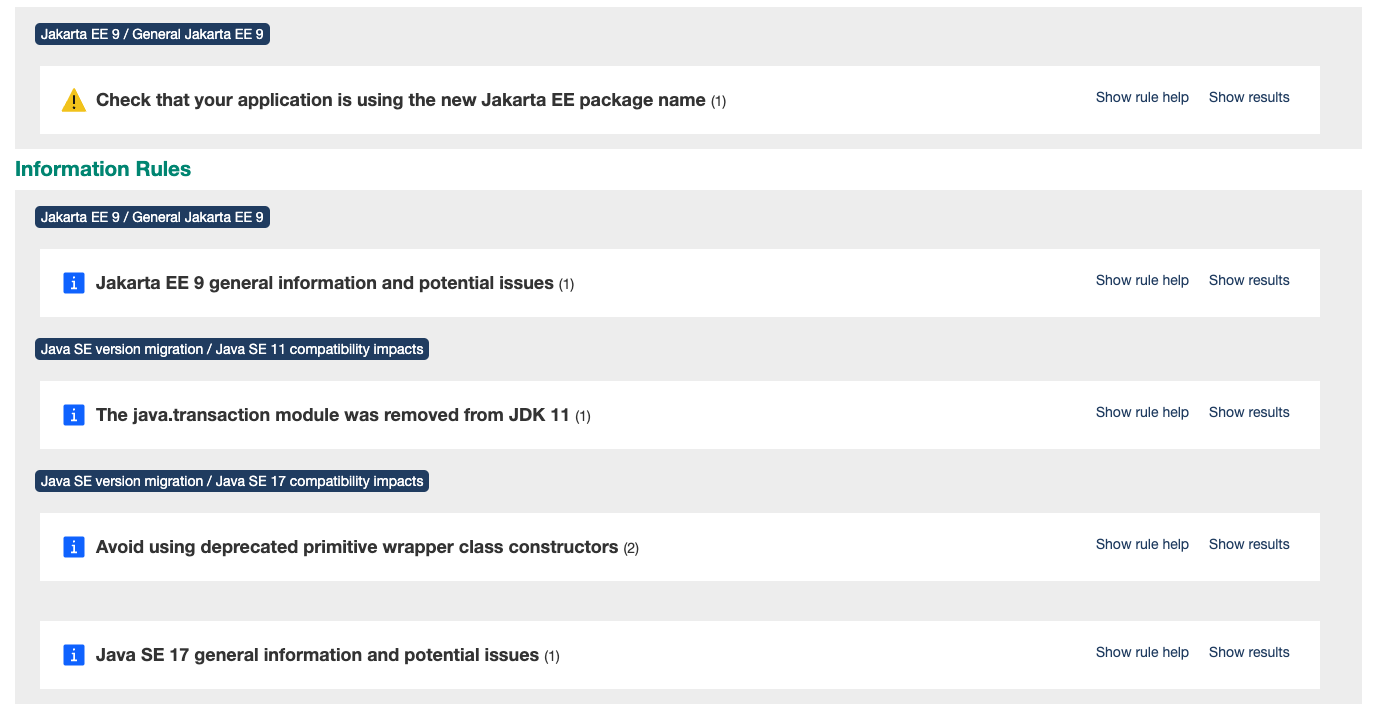 Jakarta EE 9 / General Jakarta EE 9
Check that your application is using the new Jakarta EE package name (1) Show rule help Show results
Information Rules
Jakarta EE 9 / General Jakarta EE 9
Jakarta EE 9 general information and potential issues (1) Show rule help Show results
Java SE version migration / Java SE 11 compatibility impacts
The java.transaction module was removed from JDK 11 (1) Show rule help Show results
Java SE version migration / Java SE 17 compatibility impacts
Avoid using deprecated primitive wrapper class constructors (2) Show rule help Show results
Java SE 17 general information and potential issues (1) Show rule help Show results